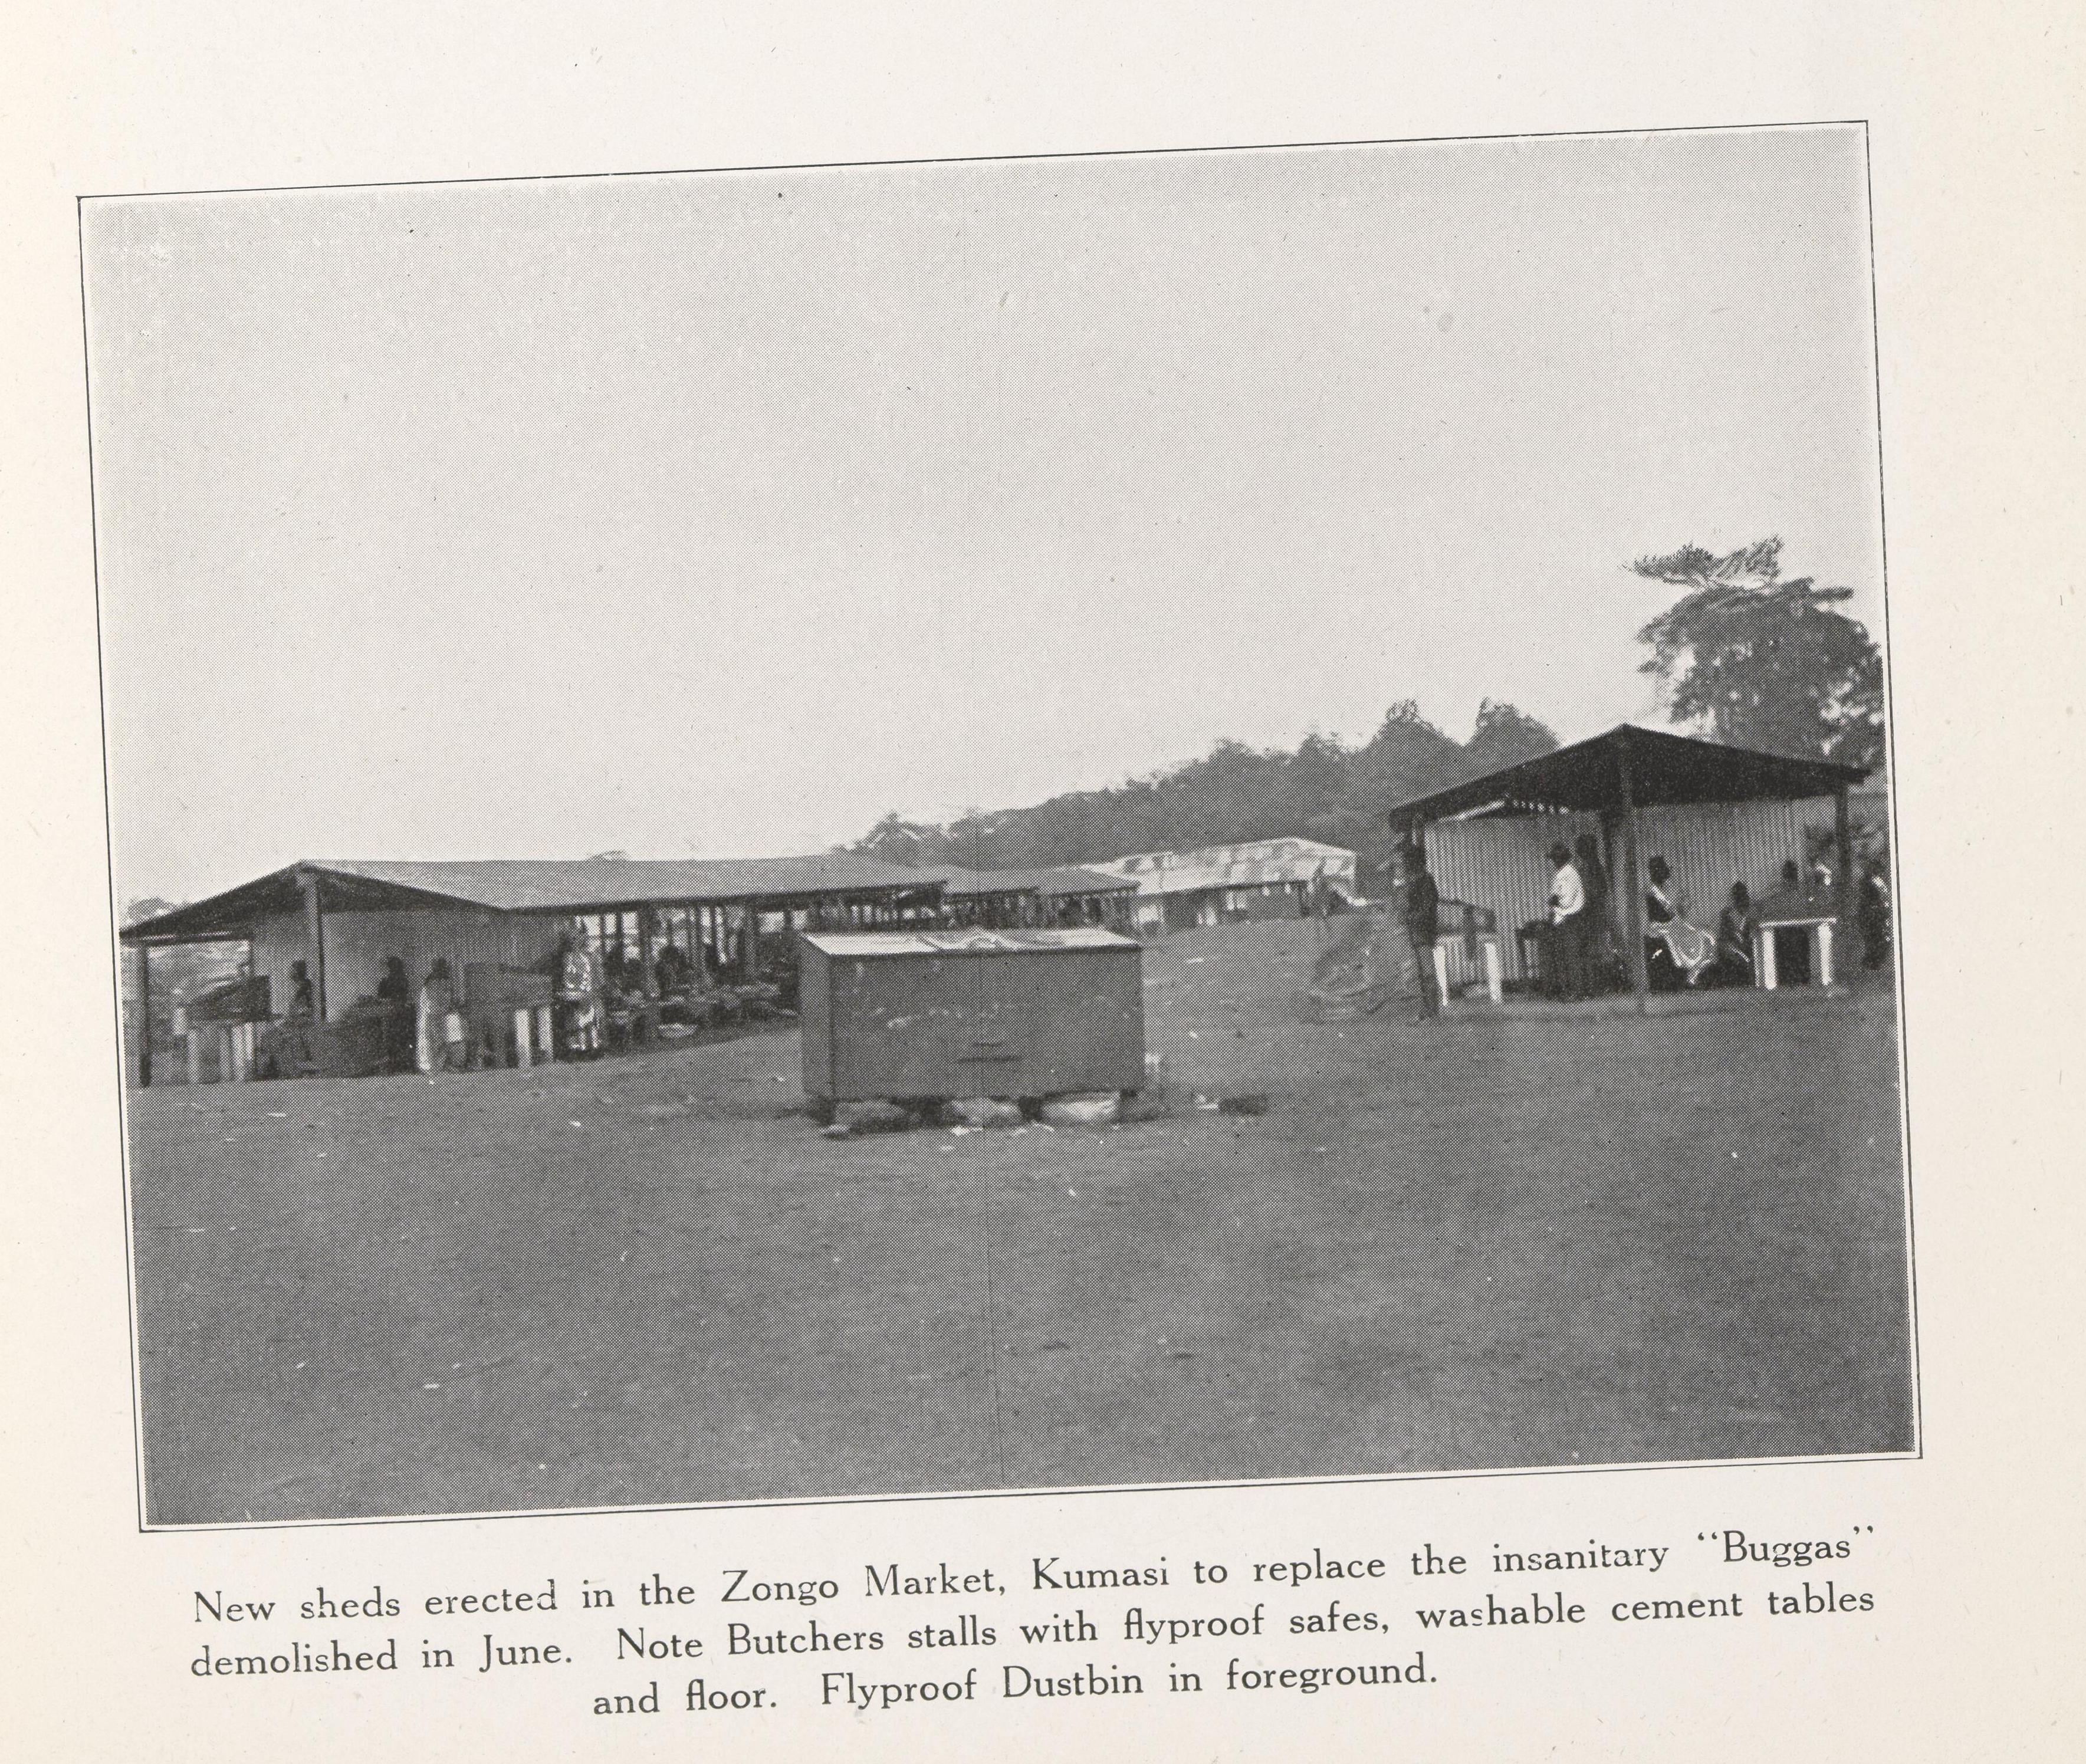 New sheds erected in the Zongo Market, Kumasi to replace the insanitary “Buggas”
demolished in June. Note Butchers stalls with flyproof safes, washable cement tables
and floor. Flyproof Dustbin in foreground.